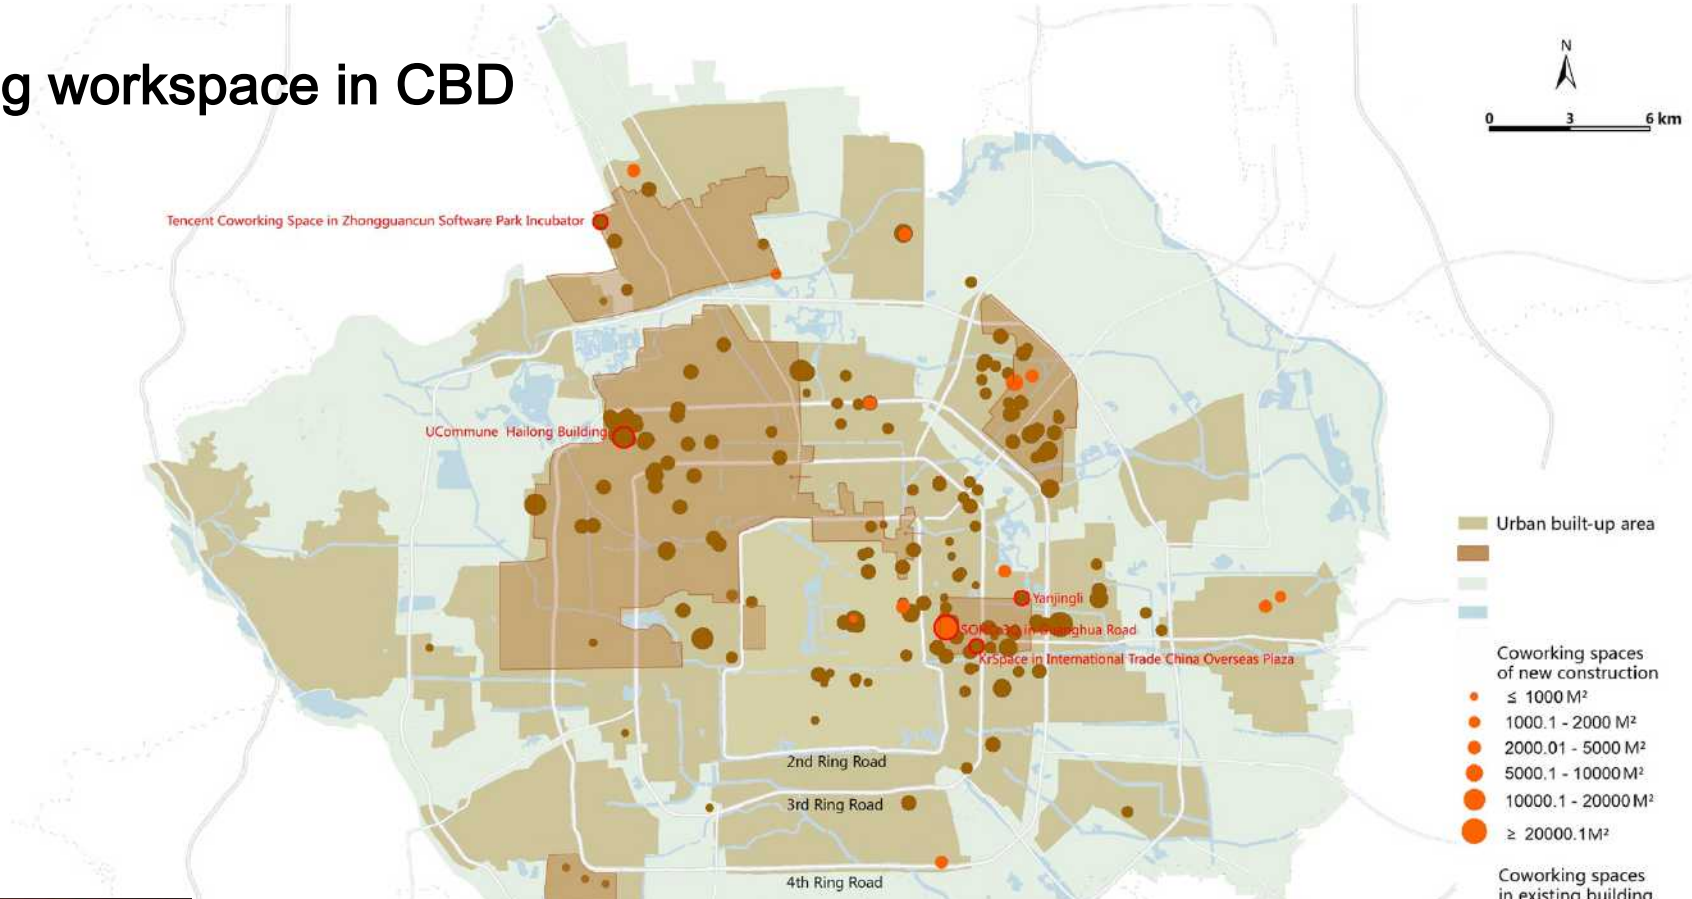 g workspace in CBD
N
0 3 6 km
Tencent Coworking Space in Zhongguancun Software Park Incubator
UCommune Hailong Building
Urban built-up area
Yanjingli
in Guanghua Road
KrSpace in International Trade China Overseas Plaza
Coworking spaces
of new construction
≤ 1000 M²
1000.1 - 2000 M²
2000.01 - 5000 M²
5000.1 - 10000 M²
10000.1 - 20000 M²
≥ 20000.1M²
2nd Ring Road
3rd Ring Road
4th Ring Road
Coworking spaces
in existing building